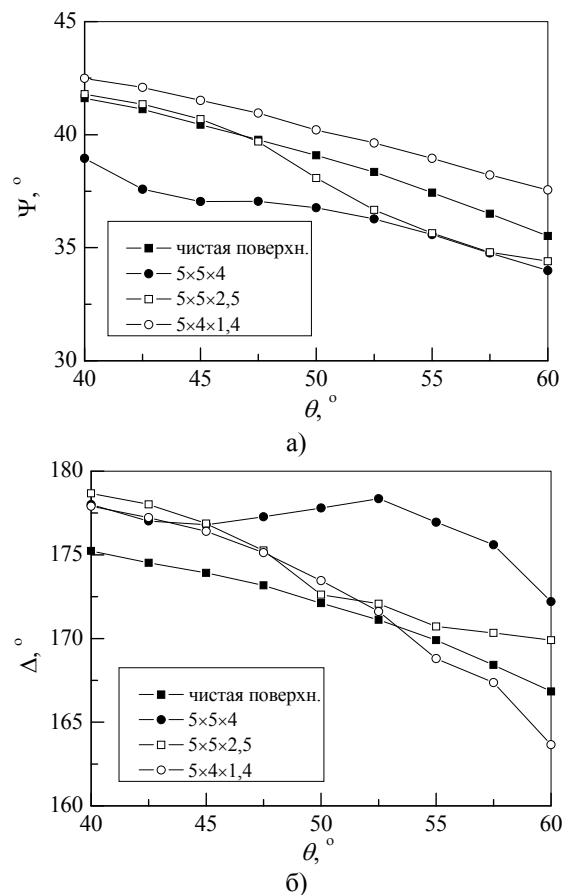 45
40
35
30
Ψ, °
чистая поверхн.
5×5×4
5×5×2,5
5×4×1,4
40 45 50 55 60
θ, °
а)
180
175
170
165
160
Δ, °
чистая поверхн.
5×5×4
5×5×2,5
5×4×1,4
40 45 50 55 60
θ, °
б)